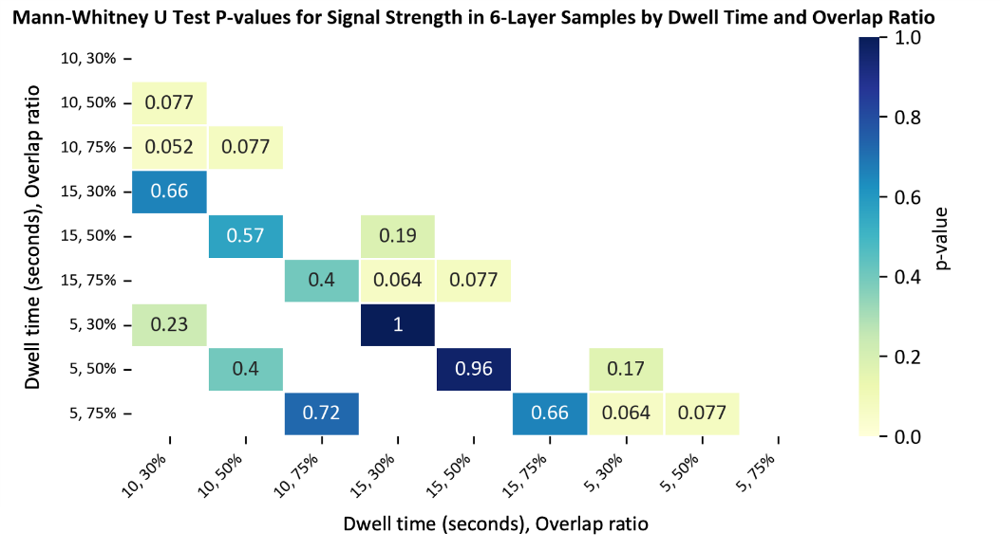 Mann-Whitney U Test P-values for Signal Strength in 6-Layer Samples by Dwell Time and Overlap Ratio
Dwell time (seconds), Overlap ratio
10, 30%
10, 50% 0.077
10, 75% 0.052 0.077
15, 30% 0.66
15, 50% 0.57 0.19
15, 75% 0.4 0.064 0.077
5, 30% 0.23 1
5, 50% 0.4 0.96 0.17
5, 75% 0.72 0.66 0.064 0.077
10, 30% 10, 50% 10, 75% 15, 30% 15, 50% 15, 75% 5, 30% 5, 50% 5, 75%
Dwell time (seconds), Overlap ratio
1.0
0.8
0.6
0.4
0.2
0.0
p-value